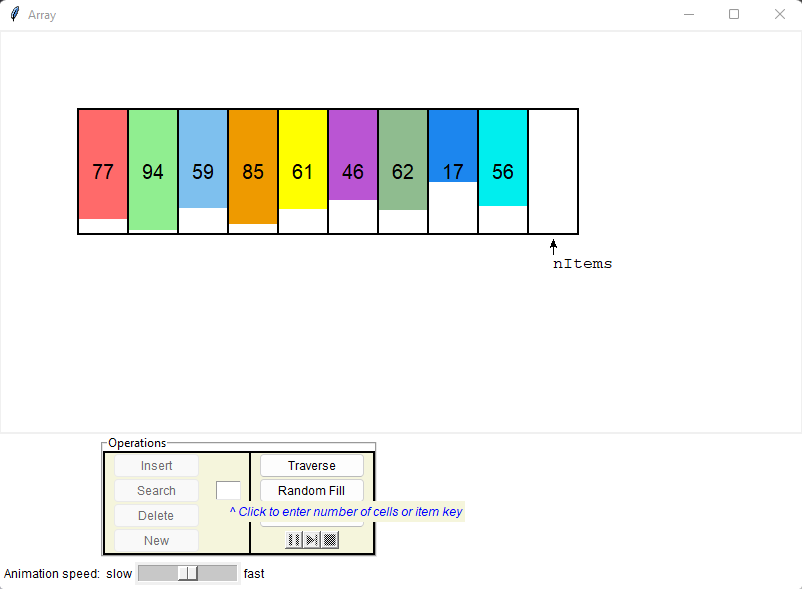 Array
77 94 59 85 61 46 62 17 56
nItems
Operations
Insert
Traverse
Search
Random Fill
^ Click to enter number of cells or item key
Delete
New
Animation speed: slow fast